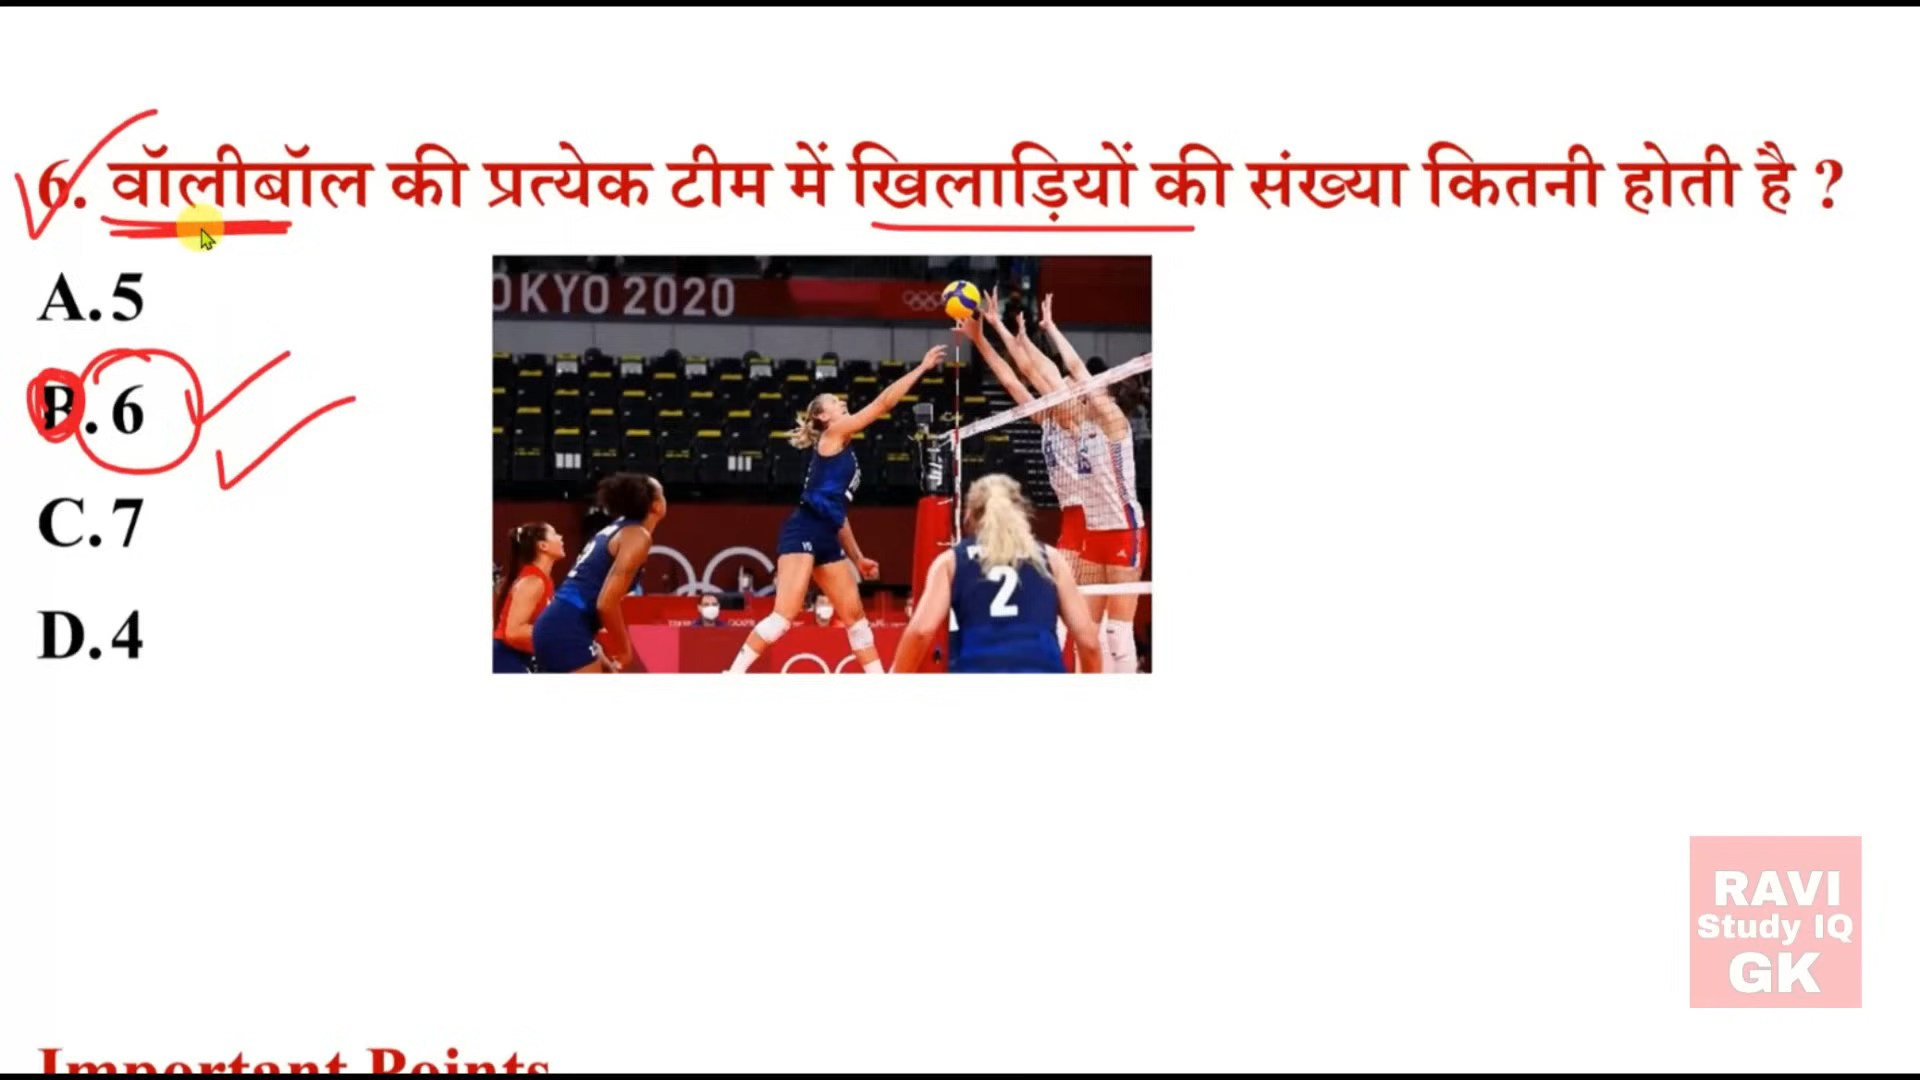 6. वॉलीबॉल की प्रत्येक टीम में खिलाड़ियों की संख्या कितनी होती है ?
A. 5
B. 6
C. 7
D. 4
OKYO 2020
2
RAVI
Study IQ
GK
Important Points